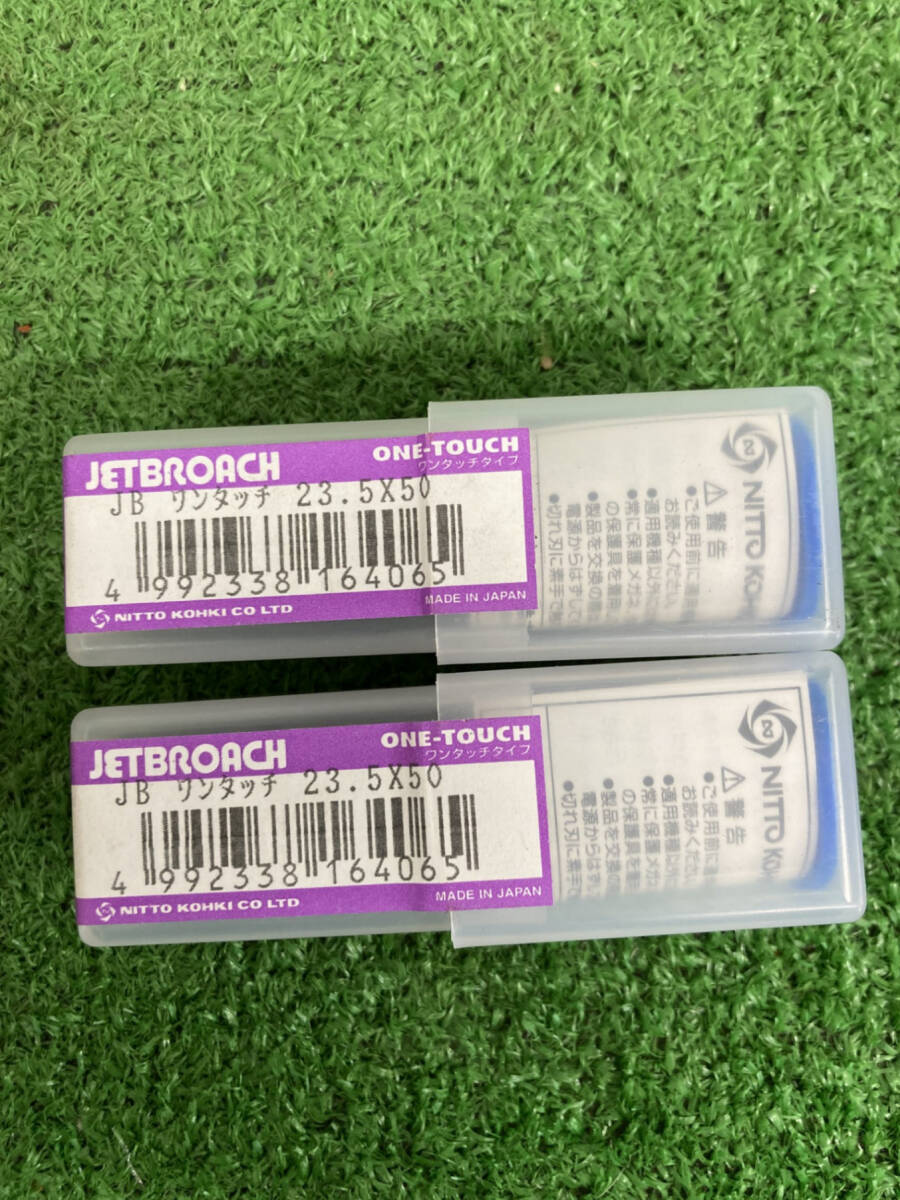 JETBROACH
ONE-TOUCH
ワンタッチタイプ
JB ワンタッチ 23.5X50
4 992338 164065
NITTO KOHKI CO LTD
MADE IN JAPAN
NITTO KO
警告
●ご使用前に
お読みくださ
●適用機種以外
●常に保護メガネ
の保護具を着
●製品を交換の
電源からはずし
●切れ刃に素手で
JETBROACH
ONE-TOUCH
ワンタッチタイプ
JB ワンタッチ 23.5X50
4 992338 164065
NITTO KOHKI CO LTD
MADE IN JAPAN
NITTO KO
警告
●ご使用前に
お読みくださ
●適用機種以外
●常に保護メガ
の保護具を着
●製品を交換
電源からはず
●切れ刃に素手